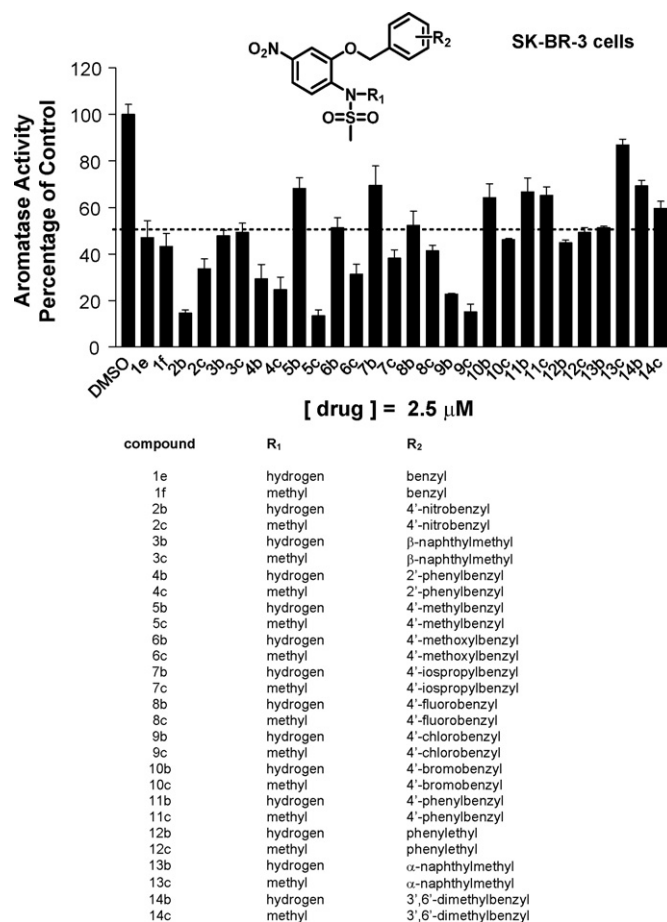 SK-BR-3 cells
O₂N
O
R₂
N-R₁
O=S=O
Aromatase Activity
Percentage of Control
120
100
80
60
40
20
0
DMSO 1e 1f 2b 2c 3b 3c 4b 4c 5b 5c 6b 6c 7b 7c 8b 8c 9b 9c 10b 10c 11b 11c 12b 12c 13b 13c 14b 14c
[ drug ] = 2.5 μM
compound R₁ R₂
1e hydrogen benzyl
1f methyl benzyl
2b hydrogen 4'-nitrobenzyl
2c methyl 4'-nitrobenzyl
3b hydrogen β-naphthylmethyl
3c methyl β-naphthylmethyl
4b hydrogen 2'-phenylbenzyl
4c methyl 2'-phenylbenzyl
5b hydrogen 4'-methylbenzyl
5c methyl 4'-methylbenzyl
6b hydrogen 4'-methoxylbenzyl
6c methyl 4'-methoxylbenzyl
7b hydrogen 4'-iospropylbenzyl
7c methyl 4'-iospropylbenzyl
8b hydrogen 4'-fluorobenzyl
8c methyl 4'-fluorobenzyl
9b hydrogen 4'-chlorobenzyl
9c methyl 4'-chlorobenzyl
10b hydrogen 4'-bromobenzyl
10c methyl 4'-bromobenzyl
11b hydrogen 4'-phenylbenzyl
11c methyl 4'-phenylbenzyl
12b hydrogen phenylethyl
12c methyl phenylethyl
13b hydrogen α-naphthylmethyl
13c methyl α-naphthylmethyl
14b hydrogen 3',6'-dimethylbenzyl
14c methyl 3',6'-dimethylbenzyl